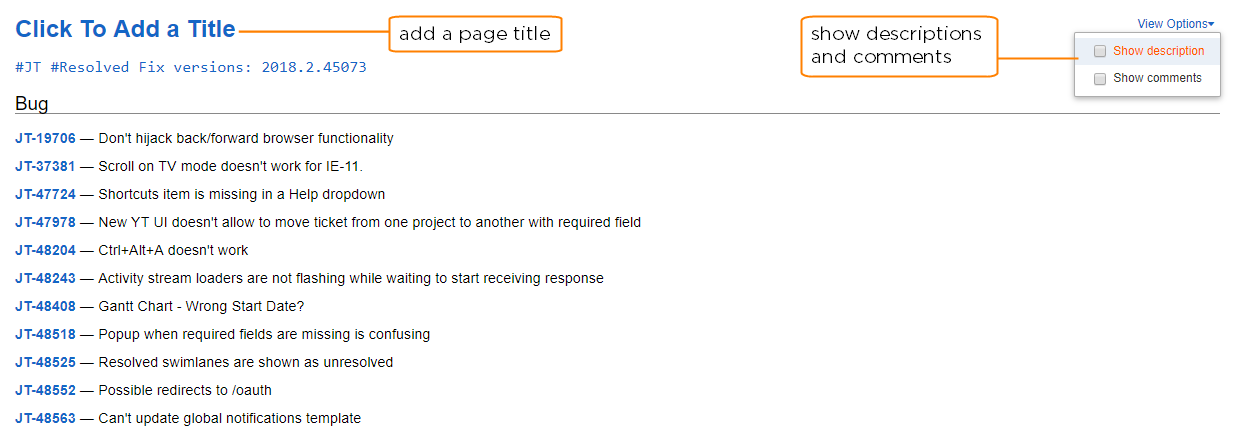 Click To Add a Title
add a page title
show descriptions
and comments
View Options
Show description
Show comments
#JT #Resolved Fix versions: 2018.2.45073
Bug
JT-19706 — Don't hijack back/forward browser functionality
JT-37381 — Scroll on TV mode doesn't work for IE-11.
JT-47724 — Shortcuts item is missing in a Help dropdown
JT-47978 — New YT UI doesn't allow to move ticket from one project to another with required field
JT-48204 — Ctrl+Alt+A doesn't work
JT-48243 — Activity stream loaders are not flashing while waiting to start receiving response
JT-48408 — Gantt Chart - Wrong Start Date?
JT-48518 — Popup when required fields are missing is confusing
JT-48525 — Resolved swimlanes are shown as unresolved
JT-48552 — Possible redirects to /oauth
JT-48563 — Can't update global notifications template